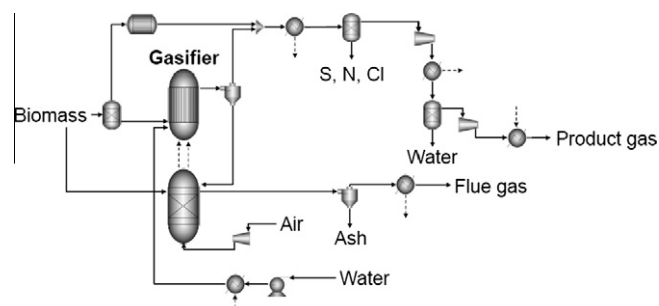 Gasifier
S, N, Cl
Biomass
Product gas
Water
Flue gas
Air
Ash
Water